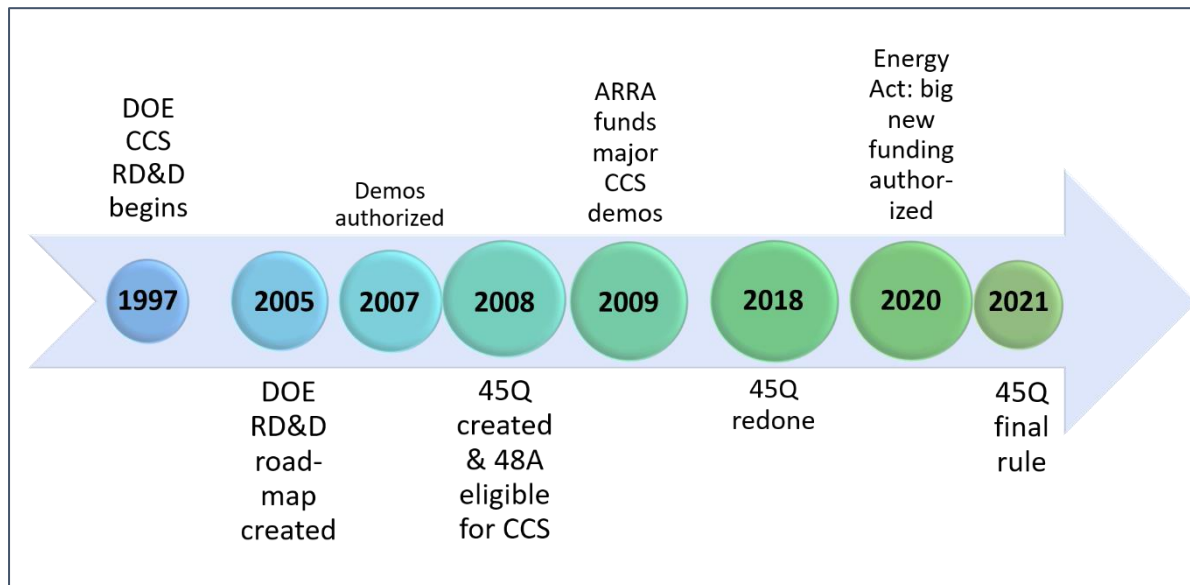 DOE
CCS
RD&D
begins
Demos
authorized
ARRA
funds
major
CCS
demos
Energy
Act: big
new
funding
author-
ized
1997
2005
2007
2008
2009
2018
2020
2021
DOE
RD&D
road-
map
created
45Q
created
& 48A
eligible
for CCS
45Q
redone
45Q
final
rule